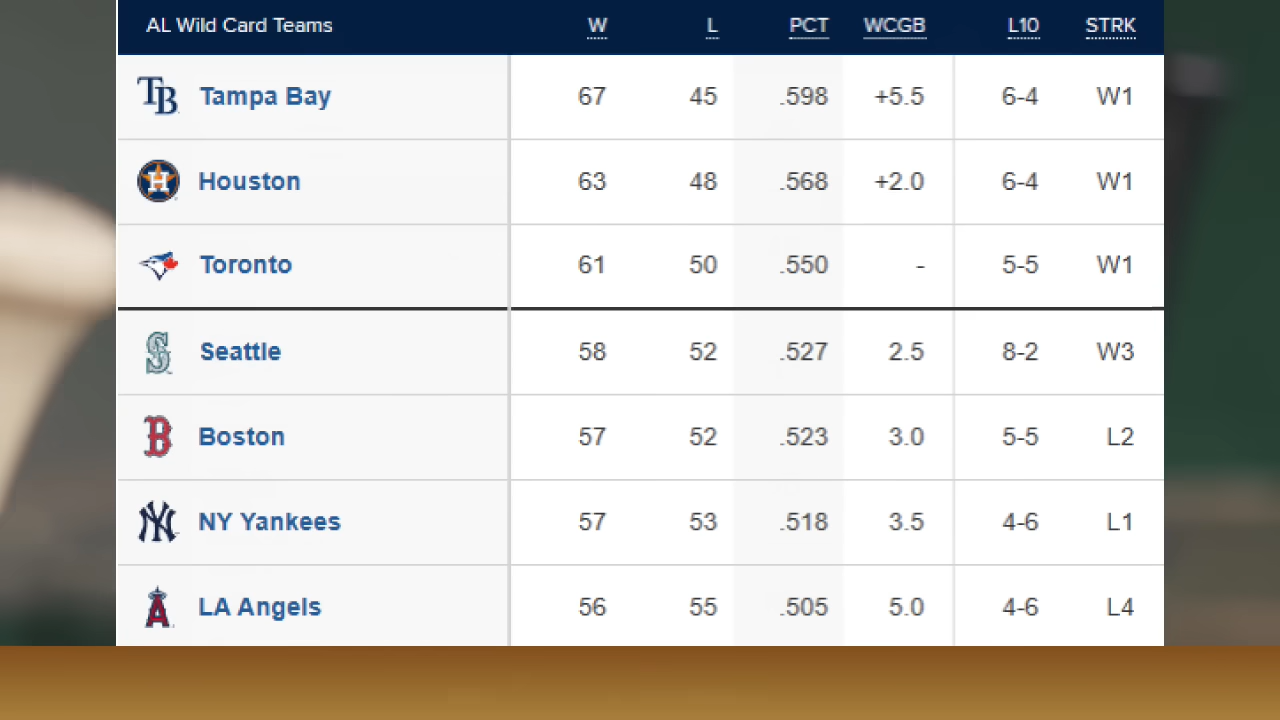 AL Wild Card Teams W L PCT WCGB L10 STRK
TB Tampa Bay 67 45 .598 +5.5 6-4 W1
H Houston 63 48 .568 +2.0 6-4 W1
Toronto 61 50 .550 - 5-5 W1
S Seattle 58 52 .527 2.5 8-2 W3
B Boston 57 52 .523 3.0 5-5 L2
NY NY Yankees 57 53 .518 3.5 4-6 L1
A LA Angels 56 55 .505 5.0 4-6 L4